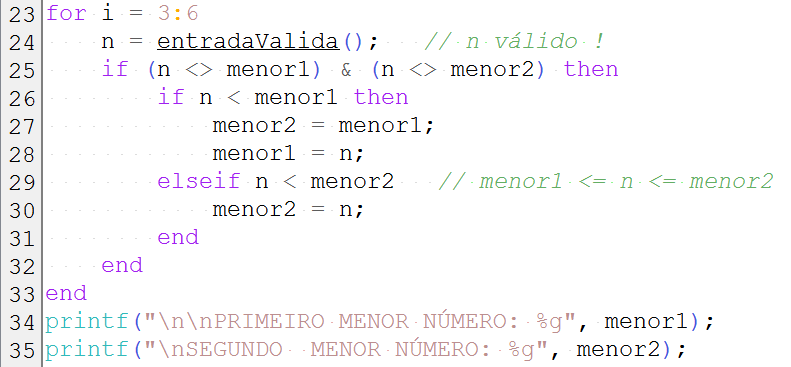 23 for i = 3:6
24     n = entradaValida();   // n válido !
25     if (n <> menor1) & (n <> menor2) then
26         if n < menor1 then
27             menor2 = menor1;
28             menor1 = n;
29         elseif n < menor2   // menor1 <= n <= menor2
30             menor2 = n;
31         end
32     end
33 end
34 printf("\n\nPRIMEIRO MENOR NÚMERO: %g", menor1);
35 printf("\nSEGUNDO  MENOR NÚMERO: %g", menor2);